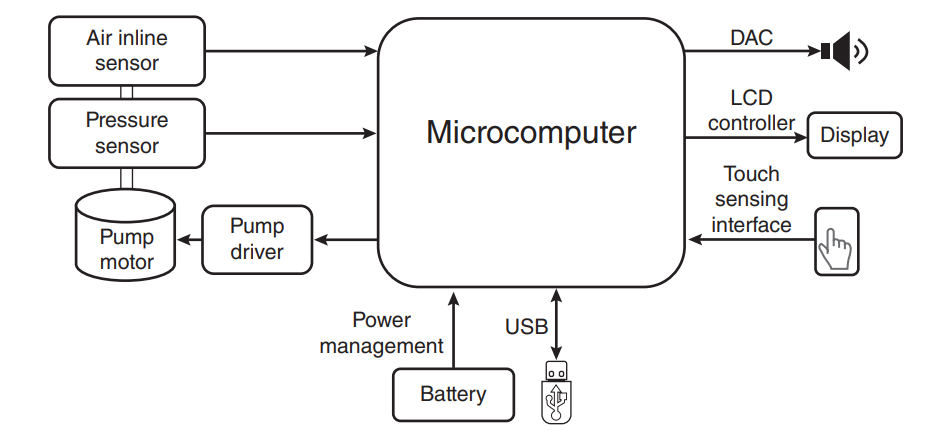 Air inline
sensor
Pressure
sensor
Pump
motor
Pump
driver
Microcomputer
DAC
LCD
controller
Display
Touch
sensing
interface
Power
management
USB
Battery